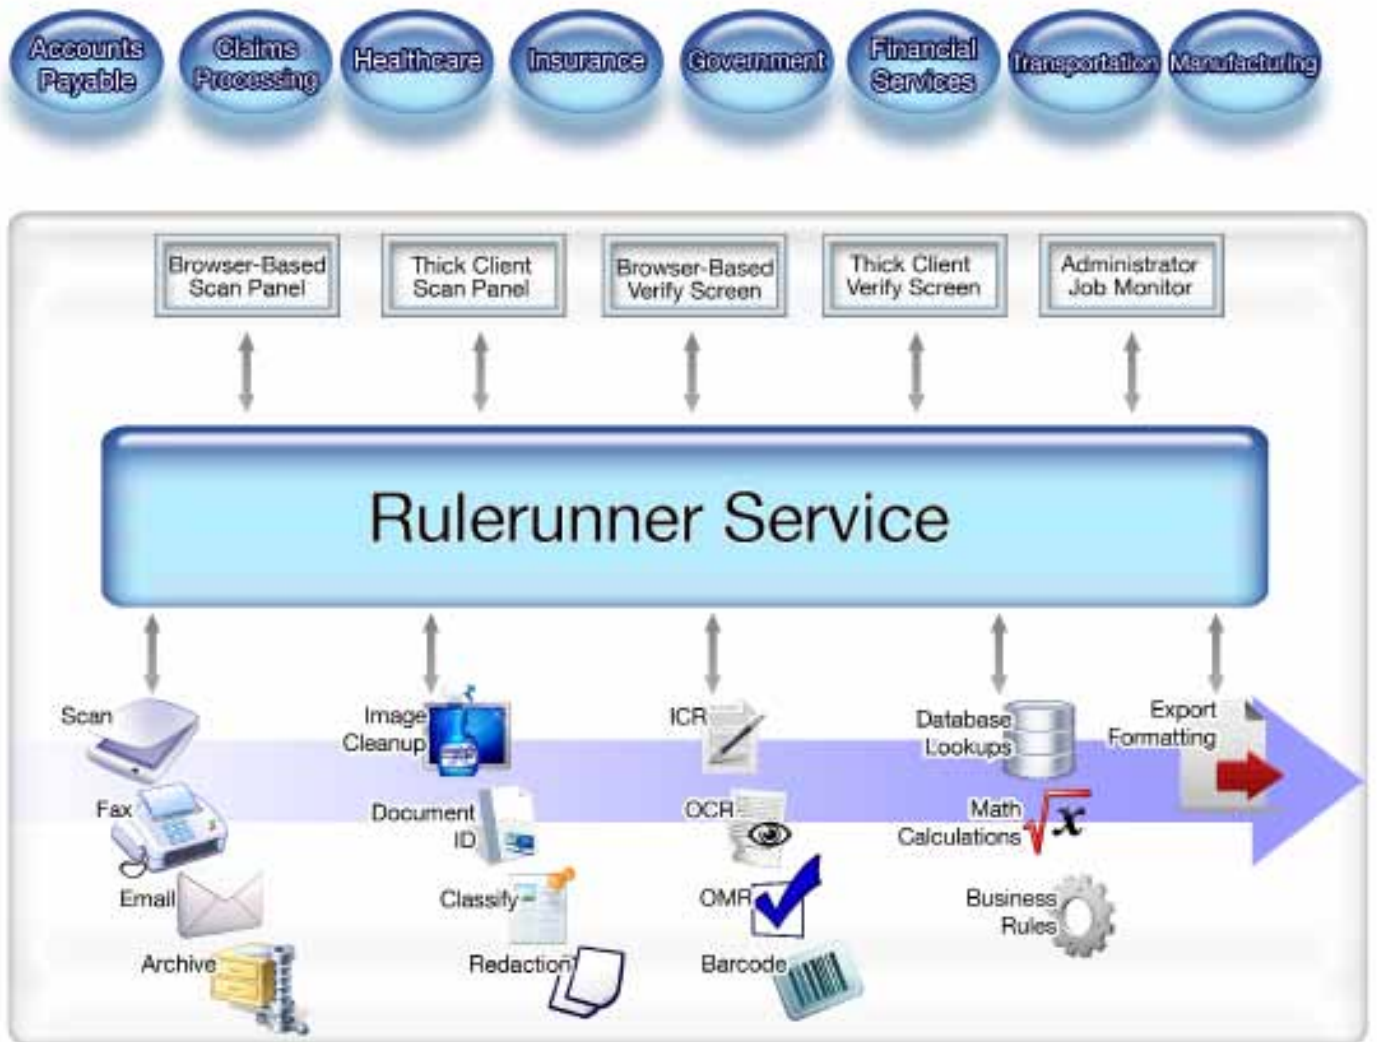 Accounts
Payable
Claims
Processing
Healthcare
Insurance
Government
Financial
Services
Transportation
Manufacturing
Browser-Based
Scan Panel
Thick Client
Scan Panel
Browser-Based
Verify Screen
Thick Client
Verify Screen
Administrator
Job Monitor
Rulerunner Service
Scan
Fax
Email
Archive
Image
Cleanup
Document
ID
Classify
Redaction
ICR
OCR
OMR
Barcode
Database
Lookups
Math
Calculations
x
Business
Rules
Export
Formatting